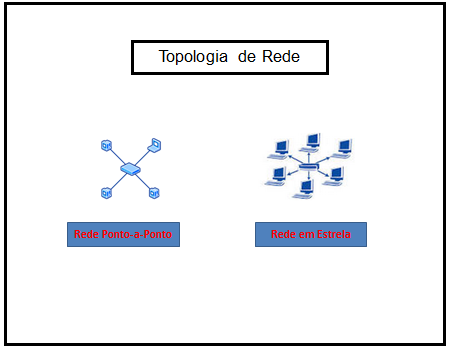 Topologia de Rede
Rede Ponto-a-Ponto
Rede em Estrela